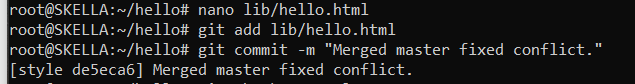 root@SKELLA:~/hello# nano lib/hello.html
root@SKELLA:~/hello# git add lib/hello.html
root@SKELLA:~/hello# git commit -m "Merged master fixed conflict."
[style de5eca6] Merged master fixed conflict.